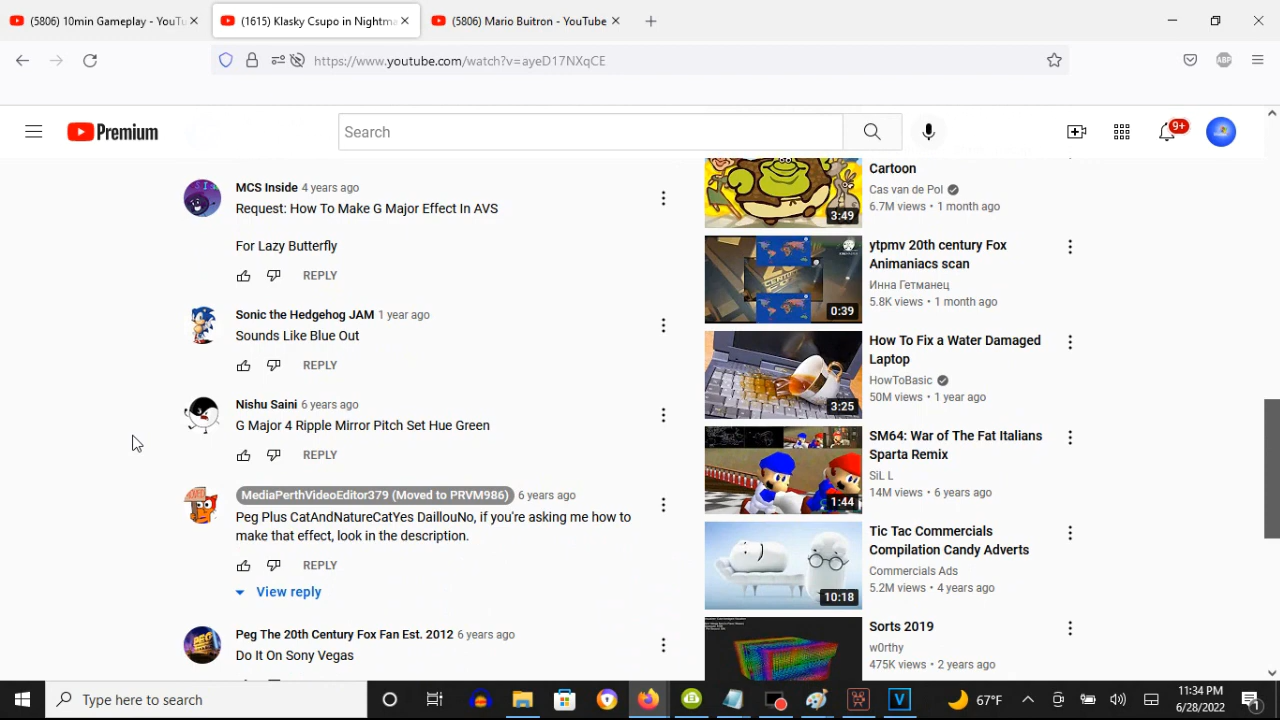 (5806) 10min Gameplay - YouTu
(1615) Klasky Csupo in Nightma
(5806) Mario Buitron - YouTube
https://www.youtube.com/watch?v=ayeD17NXqCE
ABP
Premium
Search
9+
MCS Inside 4 years ago
Request: How To Make G Major Effect In AVS
For Lazy Butterfly
REPLY
Sonic the Hedgehog JAM 1 year ago
Sounds Like Blue Out
REPLY
Nishu Saini 6 years ago
G Major 4 Ripple Mirror Pitch Set Hue Green
REPLY
MediaPerthVideoEditor379 (Moved to PRVM986) 6 years ago
Peg Plus CatAndNatureCatYes DaillouNo, if you're asking me how to
make that effect, look in the description.
REPLY
View reply
Peg The 20th Century Fox Fan Est. 2012 6 years ago
Do It On Sony Vegas
Cartoon
Cas van de Pol
6.7M views • 1 month ago
3:49
ytpmv 20th century Fox
Animaniacs scan
Инна Гетманец
5.8K views • 1 month ago
0:39
How To Fix a Water Damaged
Laptop
HowToBasic
50M views • 1 year ago
3:25
SM64: War of The Fat Italians
Sparta Remix
SiL L
14M views • 6 years ago
1:44
Tic Tac Commercials
Compilation Candy Adverts
Commercials Ads
5.2M views • 4 years ago
10:18
Sorts 2019
w0rthy
475K views • 2 years ago
Type here to search
V
67°F
11:34 PM
6/28/2022
1